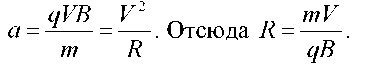 a = qVB/m = V²/R. Отсюда R = mV/qB.